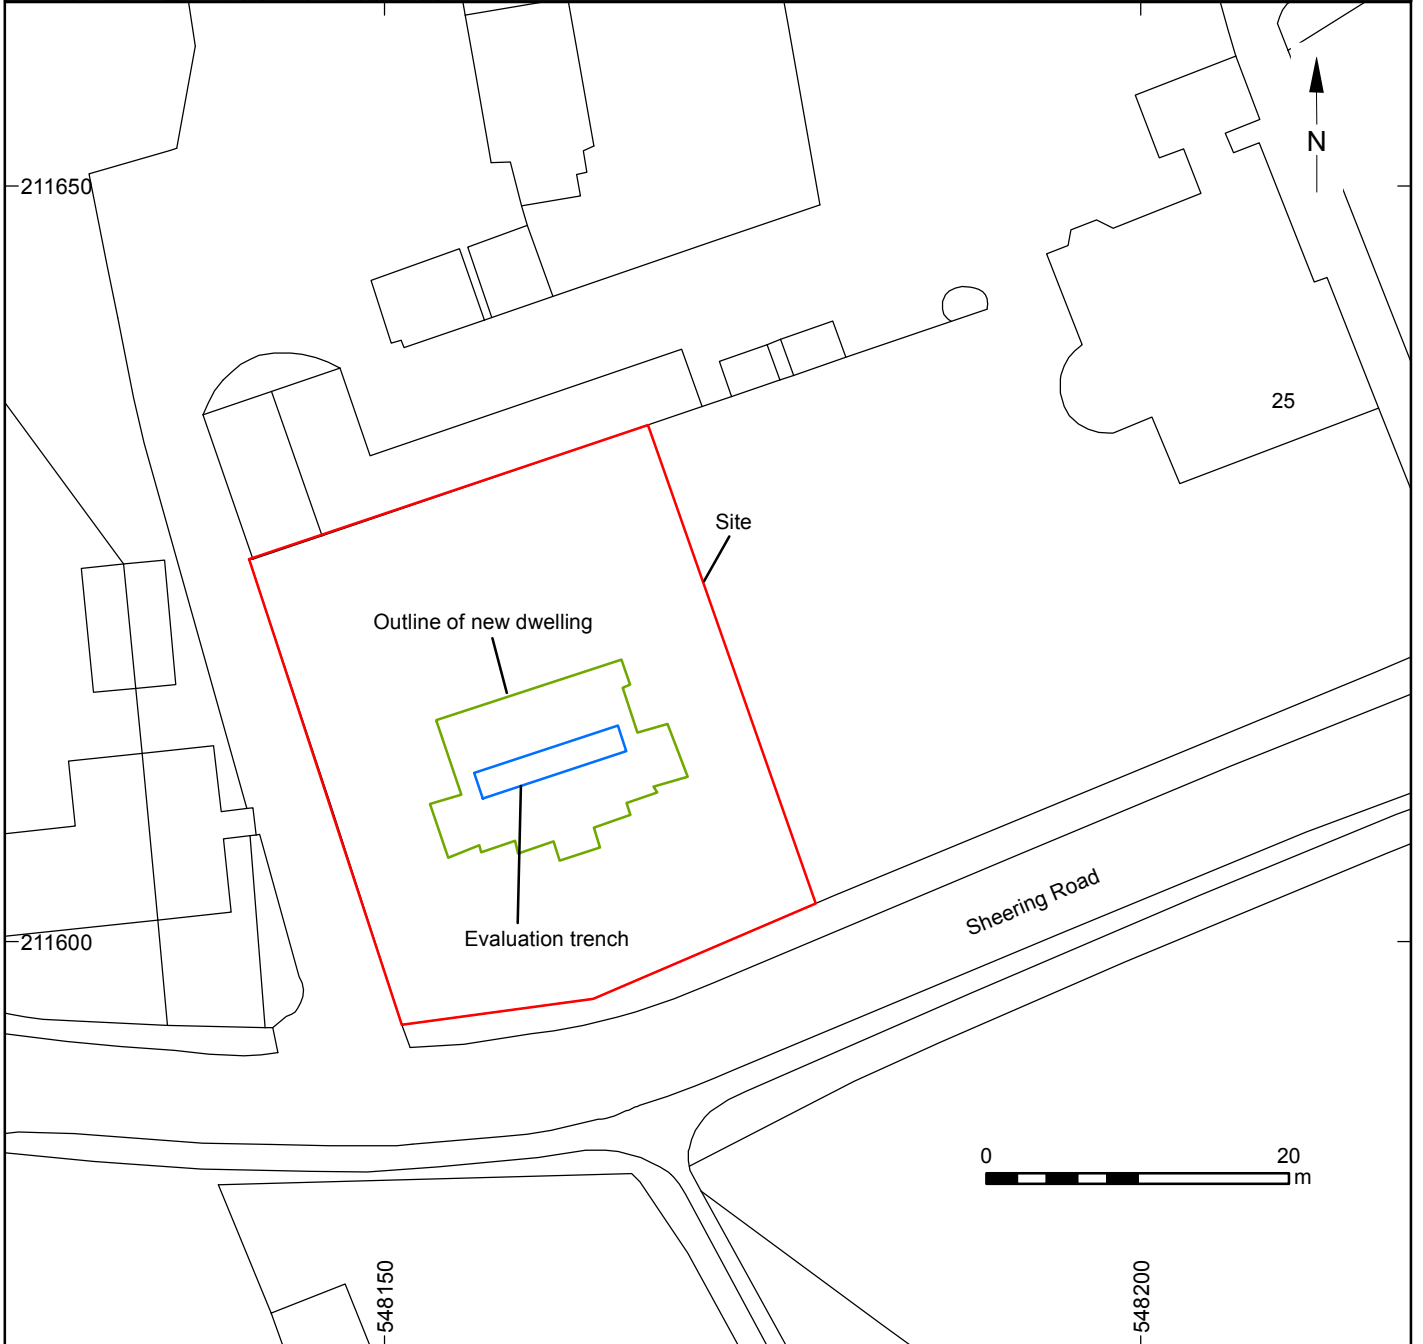 N
211650
25
Site
Outline of new dwelling
Sheering Road
Evaluation trench
211600
0 20
m
548150
548200